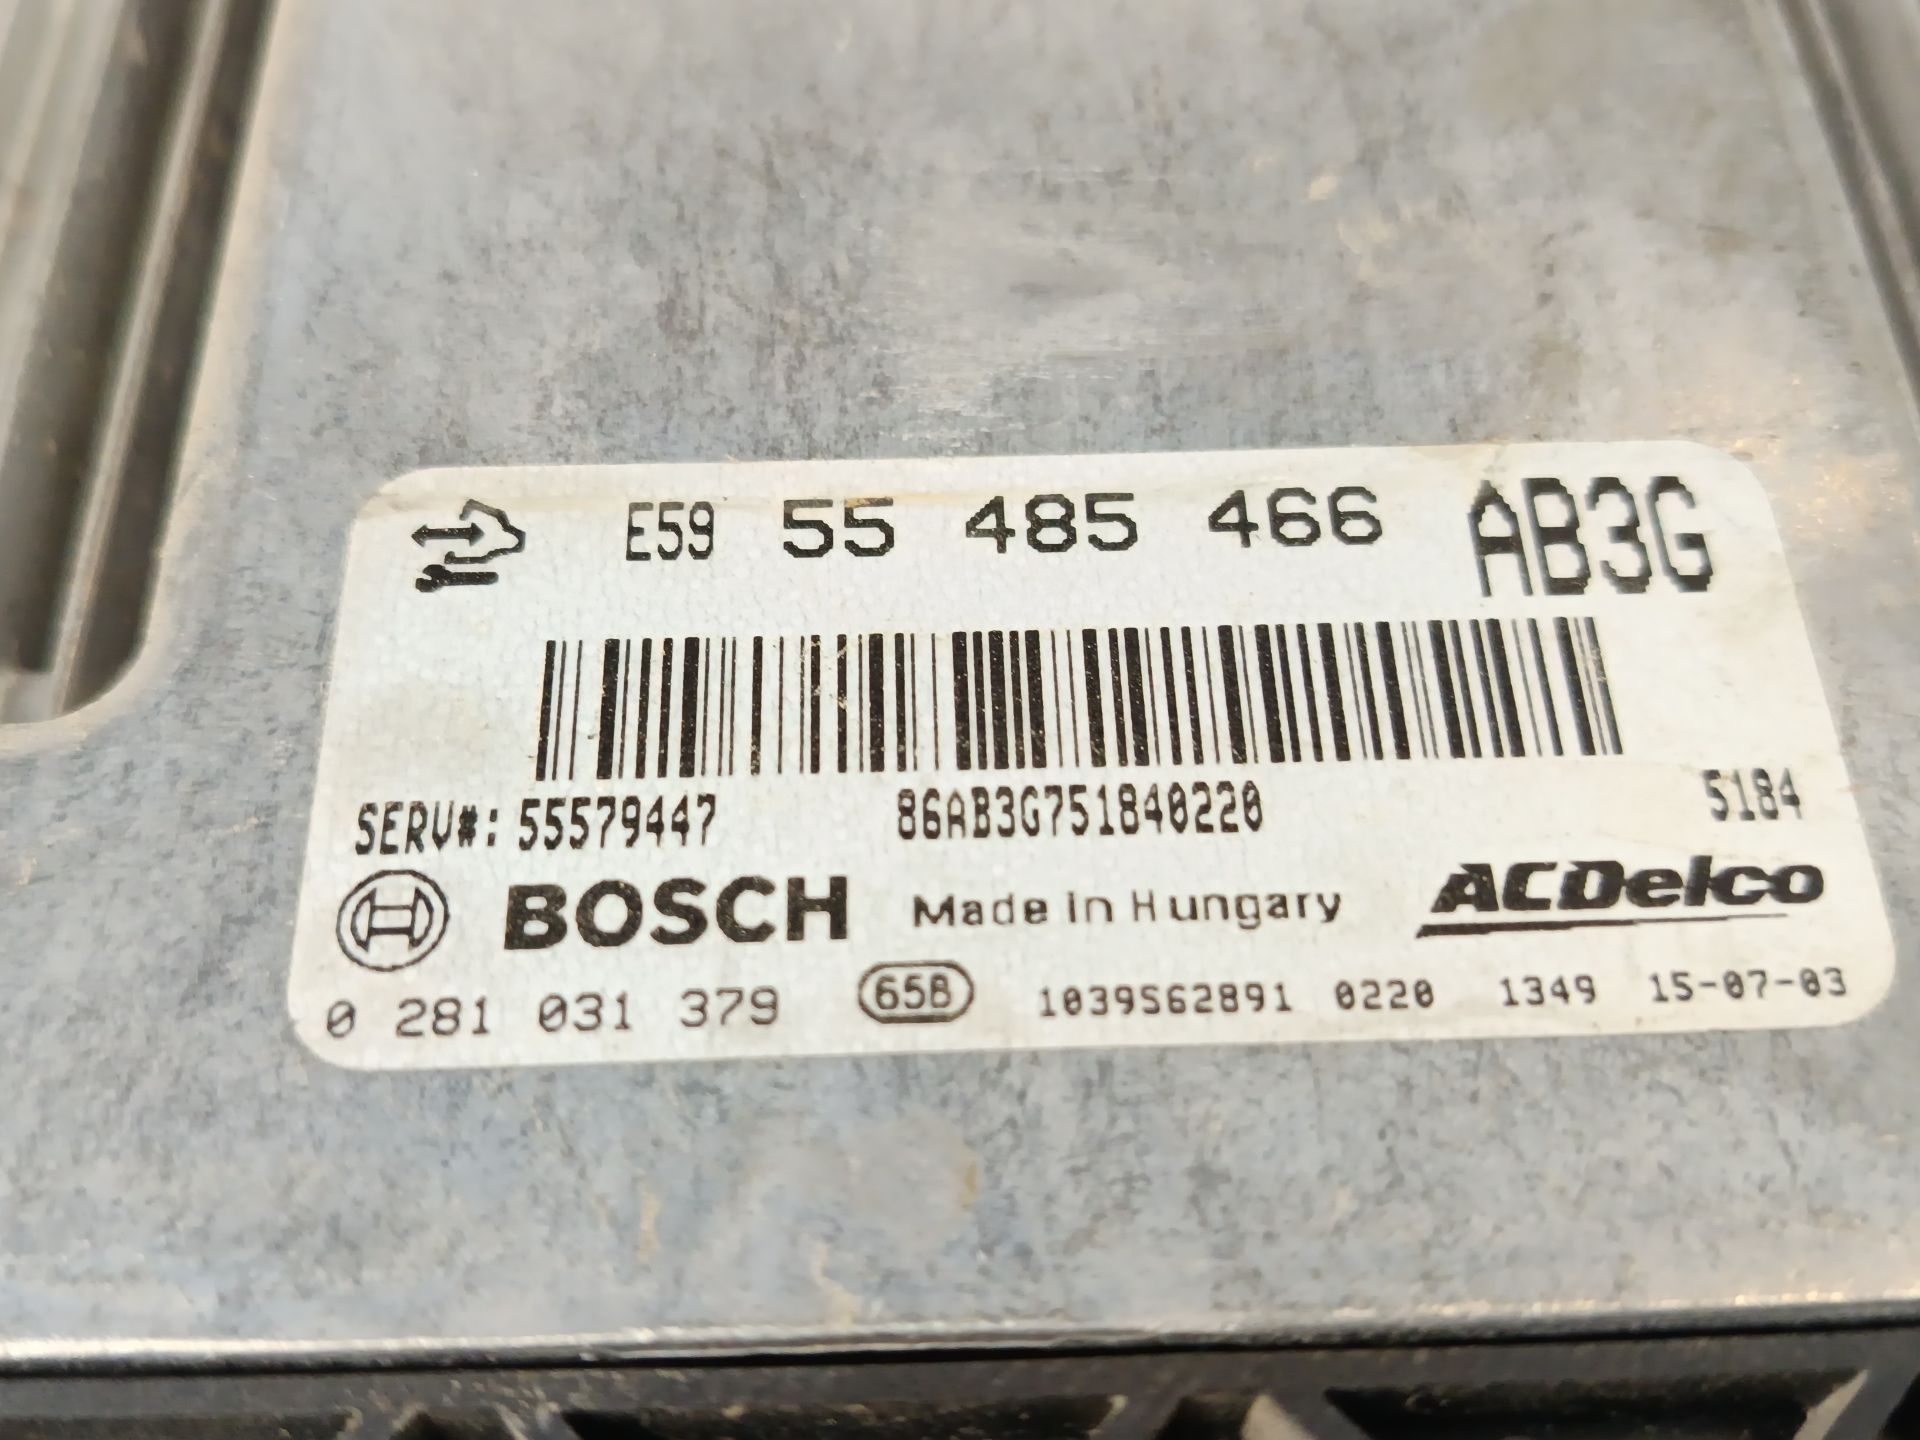 E59 55 485 466 AB3G
SERV#: 55579447 86AB3G751840220 5184
BOSCH Made in Hungary ACDelco
0 281 031 379 65B 1039S62891 0220 1349 15-07-03